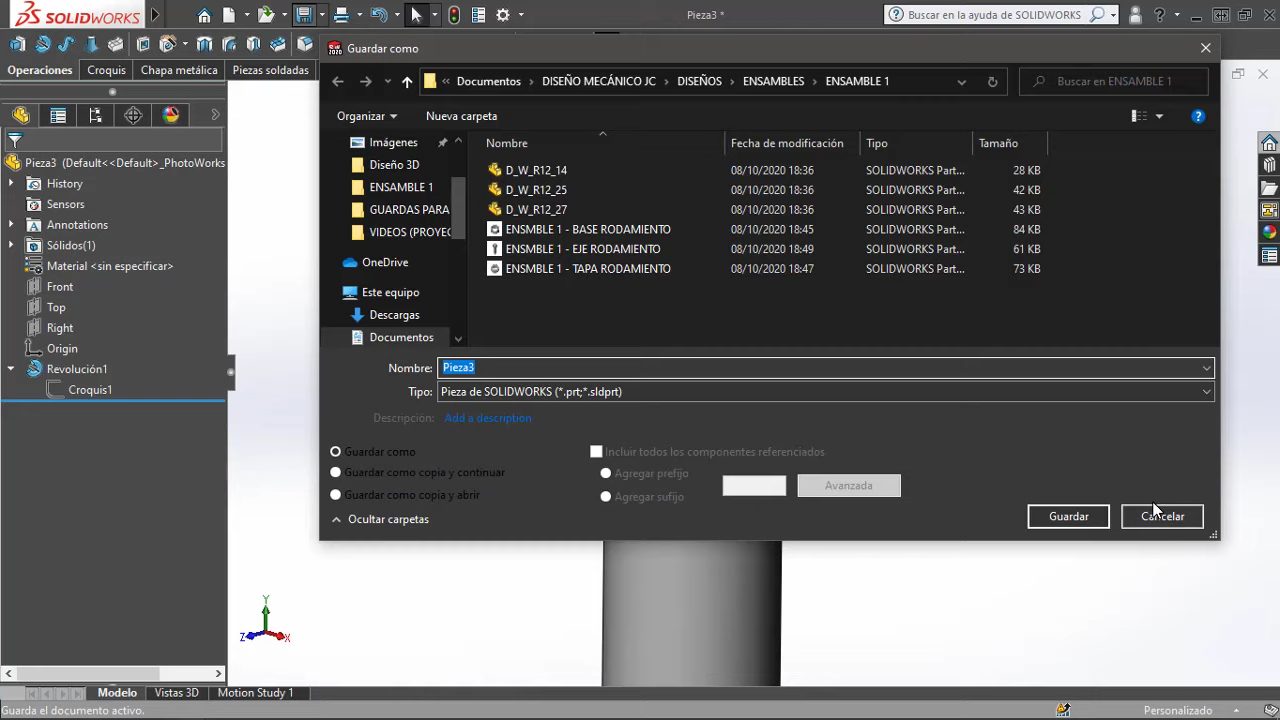 SOLIDWORKS
Pieza3 *
Buscar en la ayuda de SOLIDWORKS
Operaciones
Croquis
Chapa metálica
Piezas soldadas
Guardar como
« Documentos › DISEÑO MECÁNICO JC › DISEÑOS › ENSAMBLES › ENSAMBLE 1
Buscar en ENSAMBLE 1
Organizar
Nueva carpeta
Imágenes
Diseño 3D
ENSAMBLE 1
GUARDAS PARA
VIDEOS (PROYEC
OneDrive
Este equipo
Descargas
Documentos
Nombre
Fecha de modificación
Tipo
Tamaño
D_W_R12_14 08/10/2020 18:36 SOLIDWORKS Part... 28 KB
D_W_R12_25 08/10/2020 18:36 SOLIDWORKS Part... 42 KB
D_W_R12_27 08/10/2020 18:36 SOLIDWORKS Part... 43 KB
ENSMBLE 1 - BASE RODAMIENTO 08/10/2020 18:45 SOLIDWORKS Part... 84 KB
ENSMBLE 1 - EJE RODAMIENTO 08/10/2020 18:49 SOLIDWORKS Part... 61 KB
ENSMBLE 1 - TAPA RODAMIENTO 08/10/2020 18:47 SOLIDWORKS Part... 73 KB
Nombre: Pieza3
Tipo: Pieza de SOLIDWORKS (*.prt;*.sldprt)
Descripción: Add a description
Guardar como
Guardar como copia y continuar
Guardar como copia y abrir
Incluir todos los componentes referenciados
Agregar prefijo
Agregar sufijo
Avanzada
Ocultar carpetas
Guardar
Cancelar
Pieza3 (Default<<Default>_PhotoWorks
History
Sensors
Annotations
Sólidos(1)
Material <sin especificar>
Front
Top
Right
Origin
Revolución1
Croquis1
Y
Z
X
Modelo
Vistas 3D
Motion Study 1
Guarda el documento activo.
Personalizado